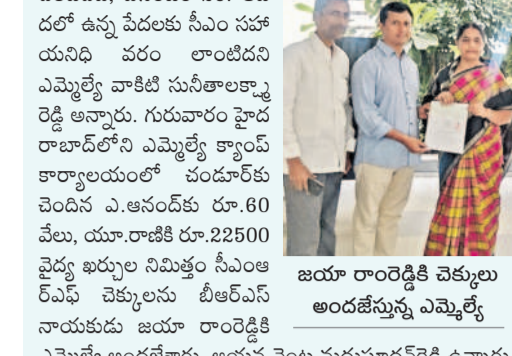 దలో ఉన్న పేదలకు సీఎం సహా
యనిధి వరం లాంటిదని
ఎమ్మెల్యే వాకిటి సునీతాలక్ష్మా
రెడ్డి అన్నారు. గురువారం హైద
రాబాద్‌లోని ఎమ్మెల్యే క్యాంప్
కార్యాలయంలో చండూర్‌కు
చెందిన ఎ.ఆనంద్‌కు రూ.60
వేలు, యూ.రాణికి రూ.22500
వైద్య ఖర్చుల నిమిత్తం సీఎంఆ
ర్‌ఎఫ్ చెక్కులను బీఆర్‌ఎస్
నాయకుడు జయా రాంరెడ్డికి
జయా రాంరెడ్డికి చెక్కులు
అందజేస్తున్న ఎమ్మెల్యే